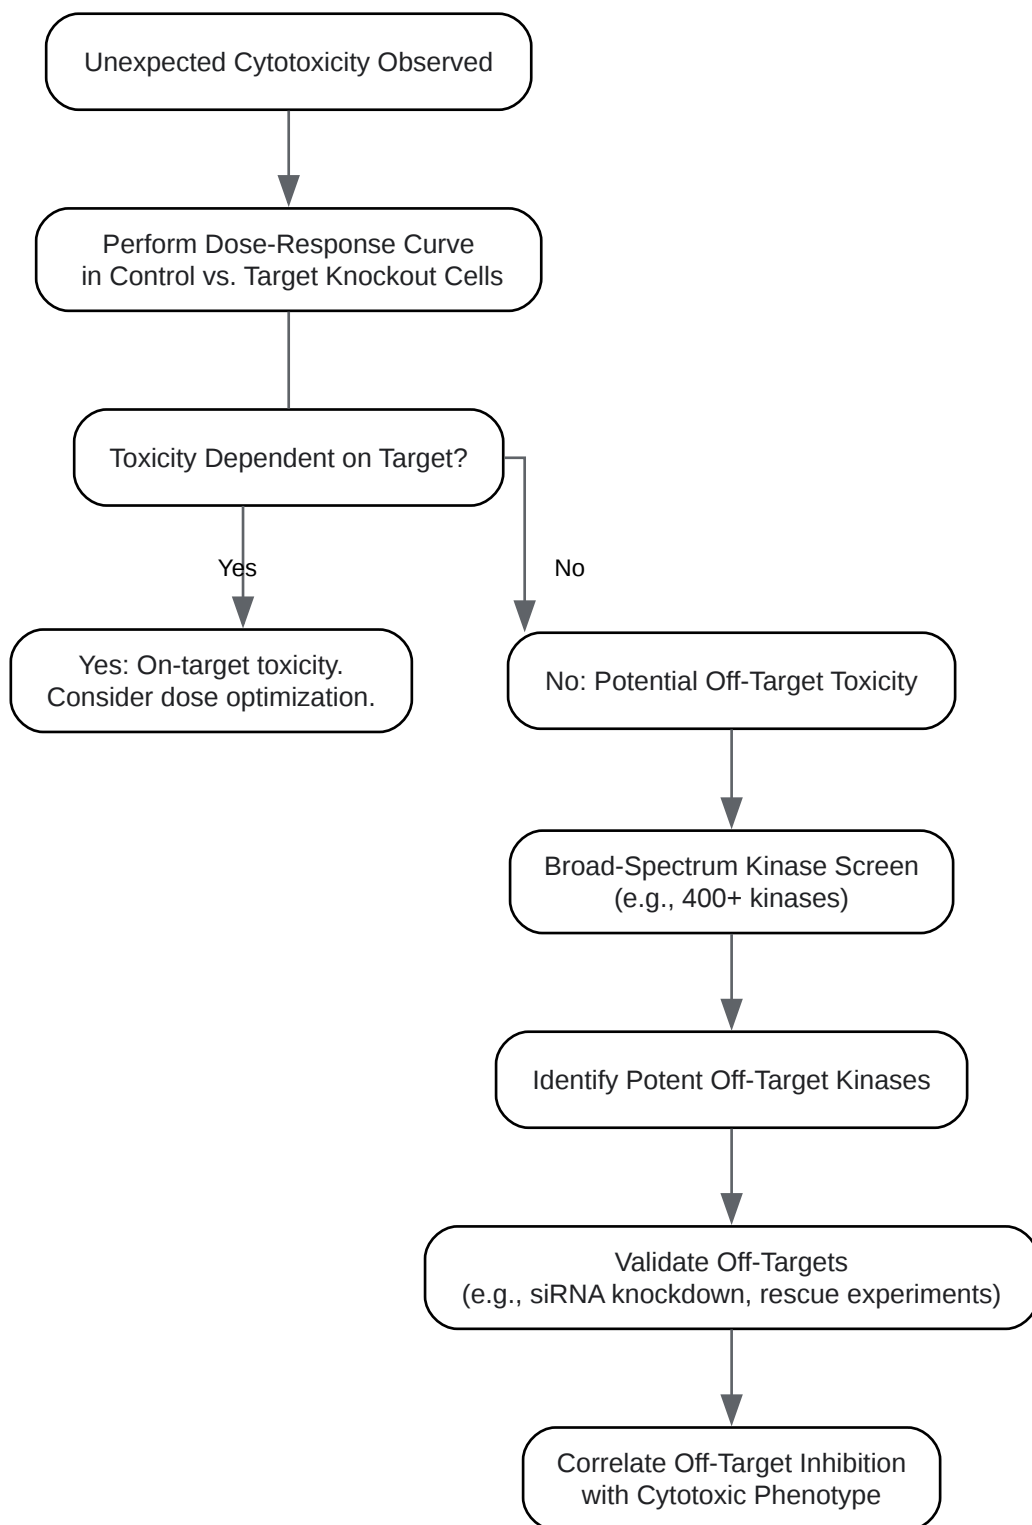 Unexpected Cytotoxicity Observed
Perform Dose-Response Curve
in Control vs. Target Knockout Cells
Toxicity Dependent on Target?
Yes
No
Yes: On-target toxicity.
Consider dose optimization.
No: Potential Off-Target Toxicity
Broad-Spectrum Kinase Screen
(e.g., 400+ kinases)
Identify Potent Off-Target Kinases
Validate Off-Targets
(e.g., siRNA knockdown, rescue experiments)
Correlate Off-Target Inhibition
with Cytotoxic Phenotype